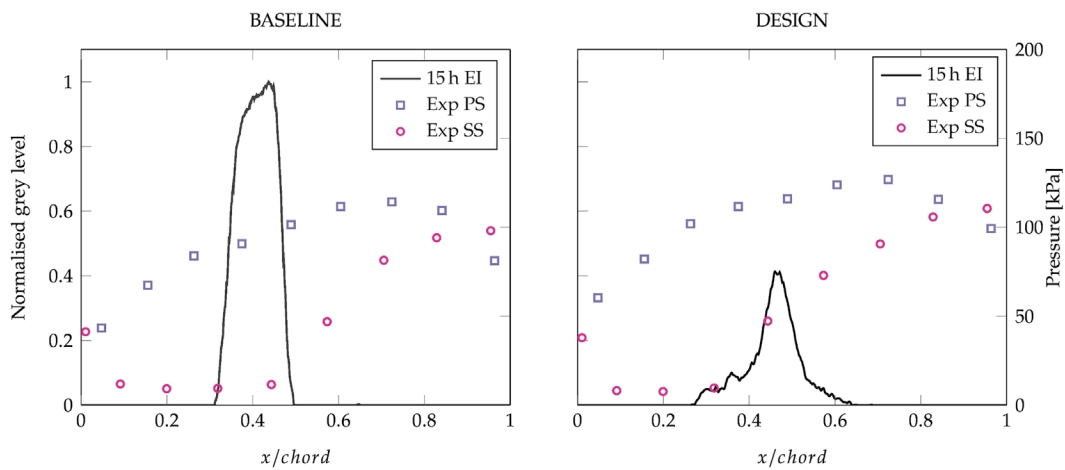 BASELINE
DESIGN
Normalised grey level
1
0.8
0.6
0.4
0.2
0
15 h EI
Exp PS
Exp SS
0
0.2
0.4
0.6
0.8
1
x/chord
15 h EI
Exp PS
Exp SS
200
150
100
50
0
Pressure [kPa]
0
0.2
0.4
0.6
0.8
1
x/chord